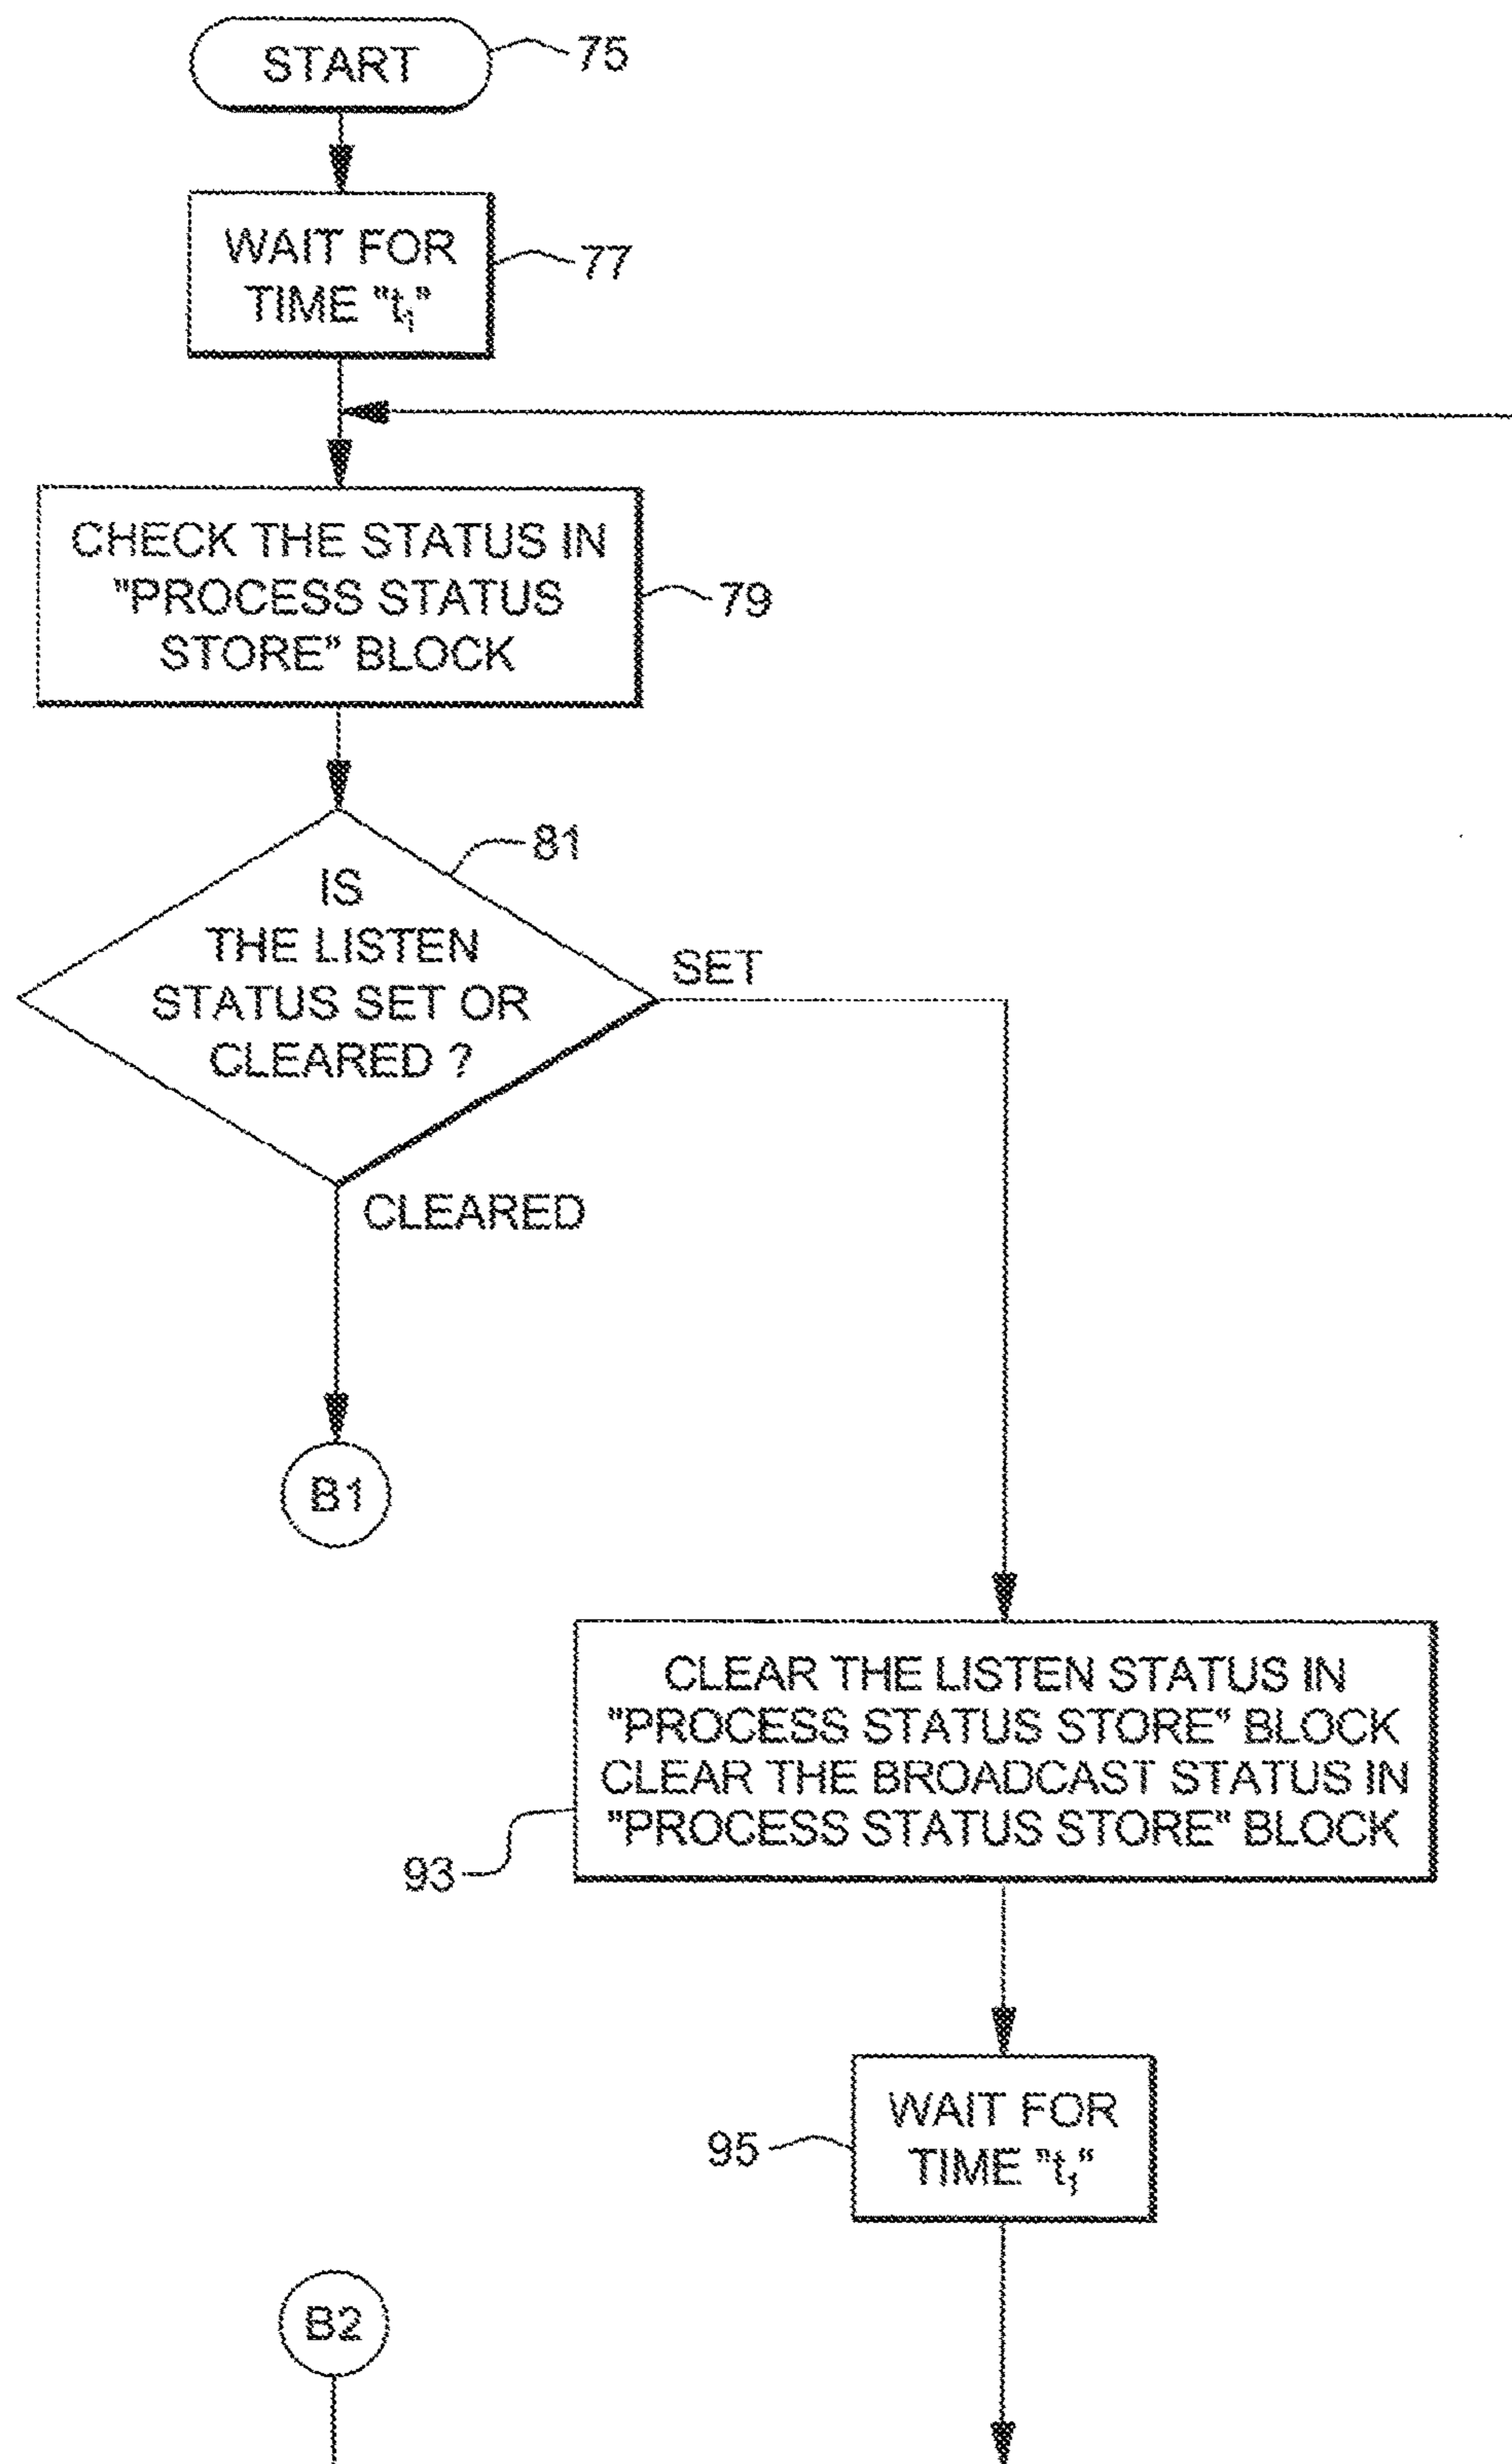 START
75
WAIT FOR
TIME "t₁"
77
CHECK THE STATUS IN
"PROCESS STATUS
STORE" BLOCK
79
81
IS
THE LISTEN
STATUS SET OR
CLEARED ?
SET
CLEARED
B1
CLEAR THE LISTEN STATUS IN
"PROCESS STATUS STORE" BLOCK
CLEAR THE BROADCAST STATUS IN
"PROCESS STATUS STORE" BLOCK
93
WAIT FOR
TIME "t₁"
95
B2